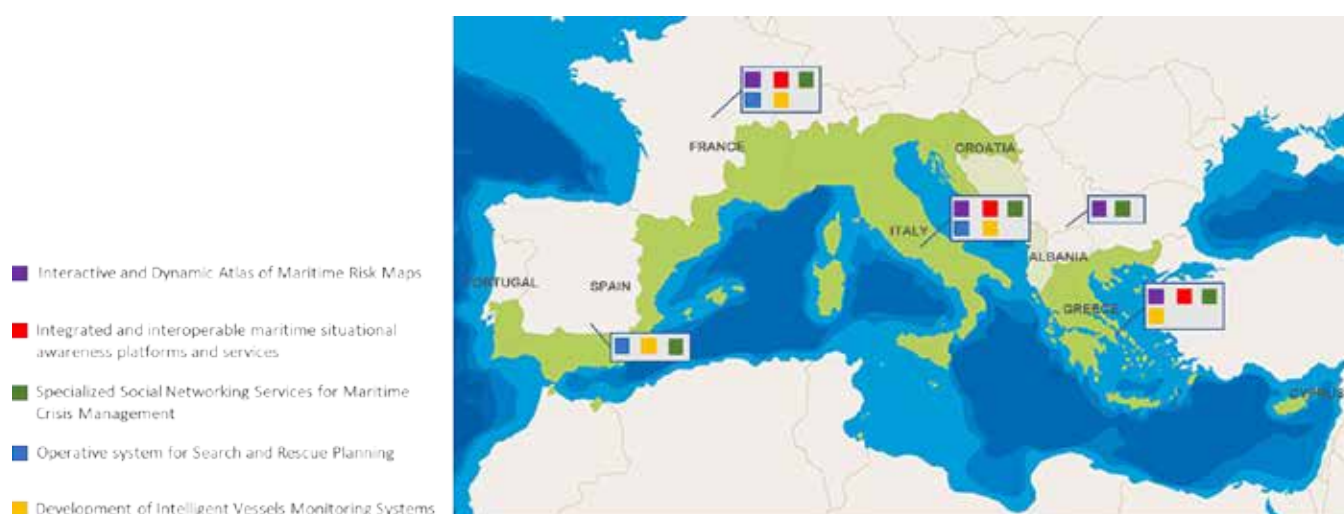 FRANCE
CROATIA
ITALY
ALBANIA
PORTUGAL
SPAIN
GREECE
CYPRUS
Interactive and Dynamic Atlas of Maritime Risk Maps
Integrated and interoperable maritime situational
awareness platforms and services
Specialized Social Networking Services for Maritime
Crisis Management
Operative system for Search and Rescue Planning
Development of Intelligent Vessels Monitoring Systems